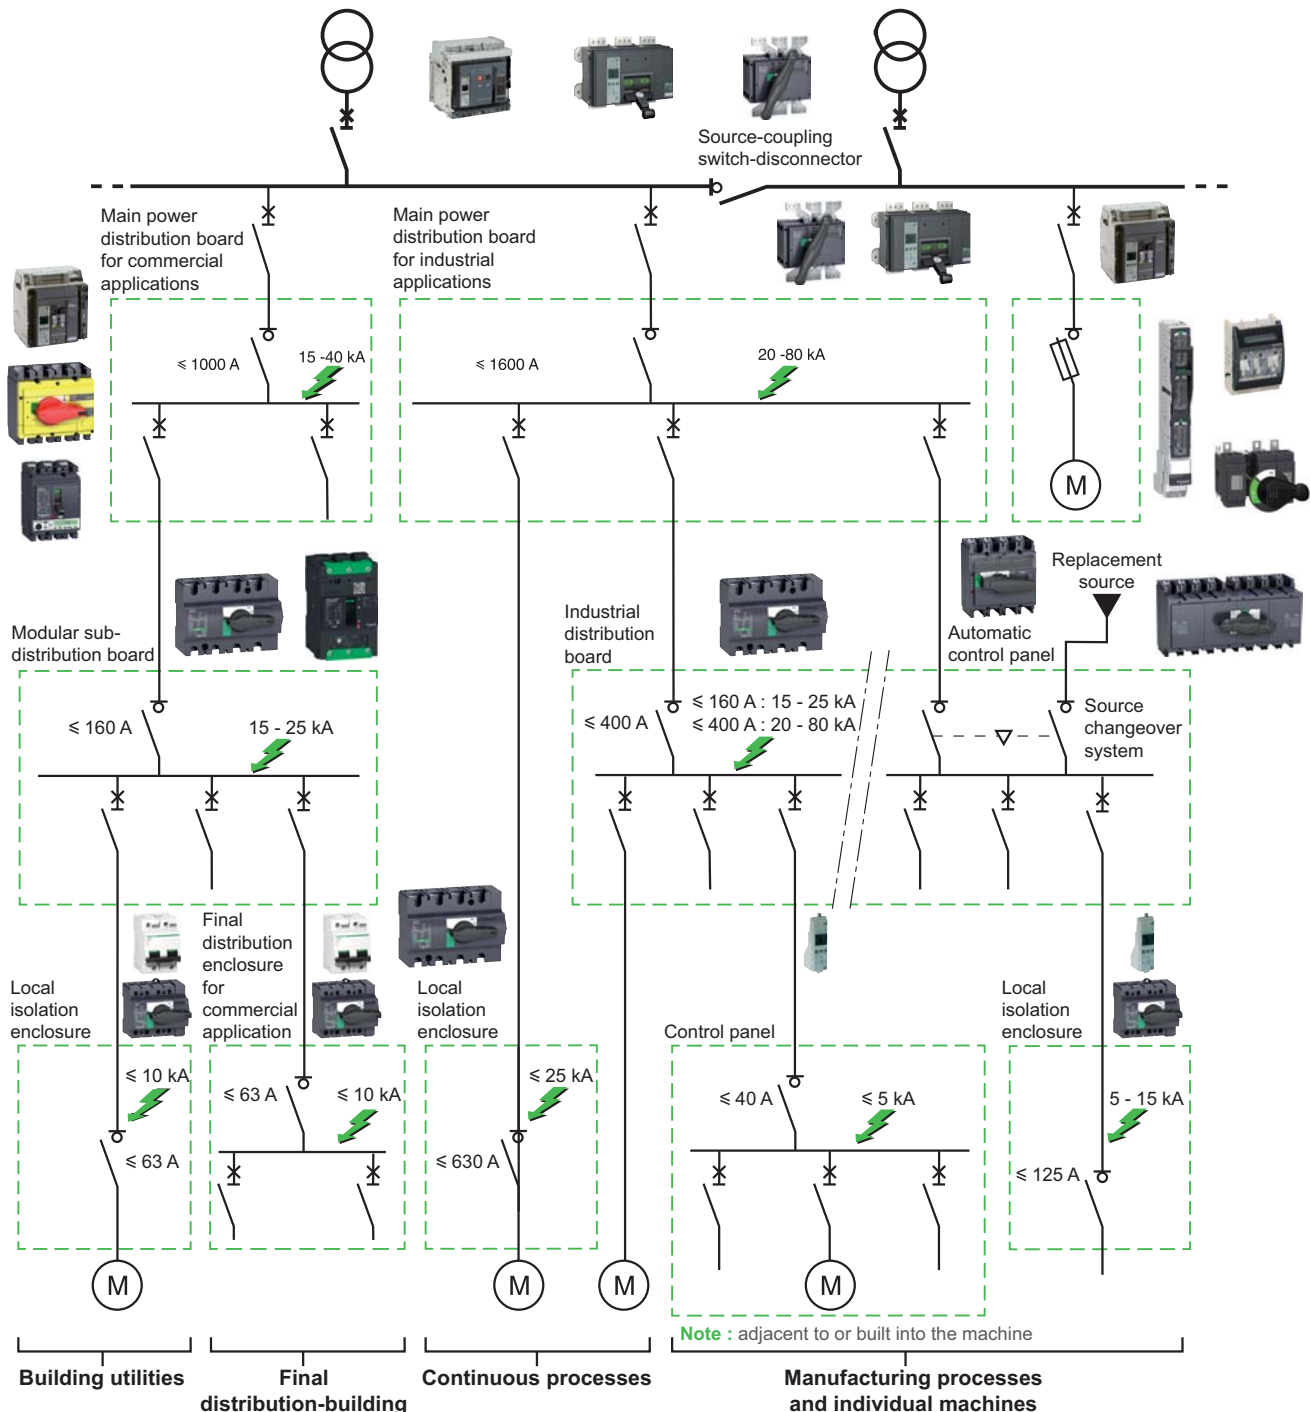 Source-coupling
switch-disconnector
Main power
distribution board
for commercial
applications
Main power
distribution board
for industrial
applications
≤ 1000 A
15 -40 kA
≤ 1600 A
20 -80 kA
M
Replacement
source
Modular sub-
distribution board
Industrial
distribution
board
Automatic
control panel
≤ 160 A
15 - 25 kA
≤ 400 A
≤ 160 A : 15 - 25 kA
≤ 400 A : 20 - 80 kA
Source
changeover
system
Local
isolation
enclosure
Final
distribution
enclosure
for
commercial
application
Local
isolation
enclosure
Control panel
Local
isolation
enclosure
≤ 10 kA
≤ 63 A
≤ 63 A
≤ 10 kA
≤ 25 kA
≤ 630 A
≤ 40 A
≤ 5 kA
5 - 15 kA
≤ 125 A
M
M
M
M
Note : adjacent to or built into the machine
Building utilities
Final
distribution-building
Continuous processes
Manufacturing processes
and individual machines